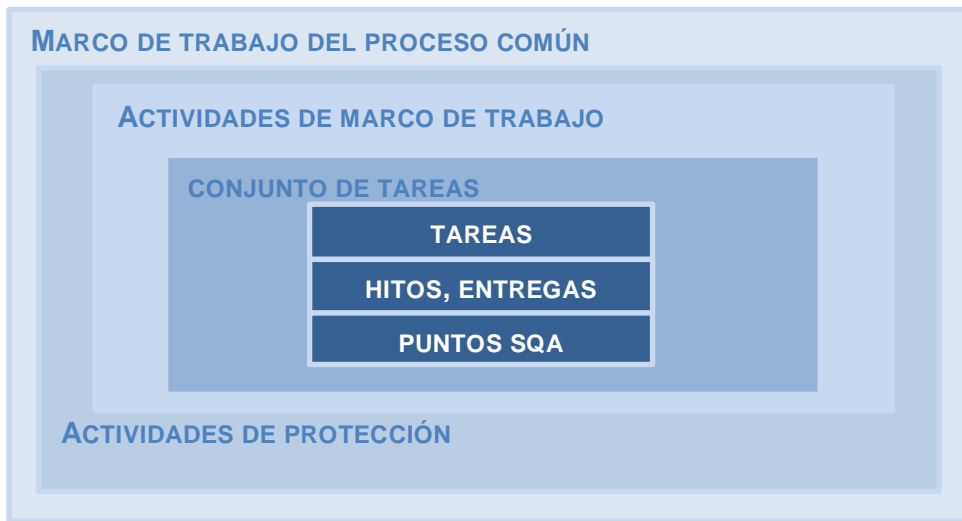 MARCO DE TRABAJO DEL PROCESO COMÚN
ACTIVIDADES DE MARCO DE TRABAJO
CONJUNTO DE TAREAS
TAREAS
HITOS, ENTREGAS
PUNTOS SQA
ACTIVIDADES DE PROTECCIÓN